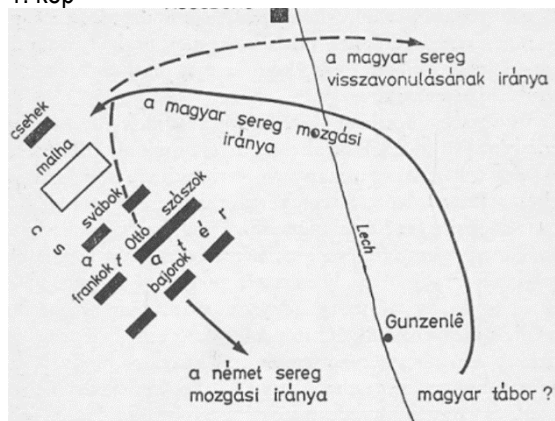 1. kép
a magyar sereg
visszavonulásának iránya
a magyar sereg mozgási
iránya
csehek
málha
svábok
szászok
Ottó
c s a t a t é r
frankok
bajorok
Lech
Gunzenlê
a német sereg
mozgási iránya
magyar tábor ?